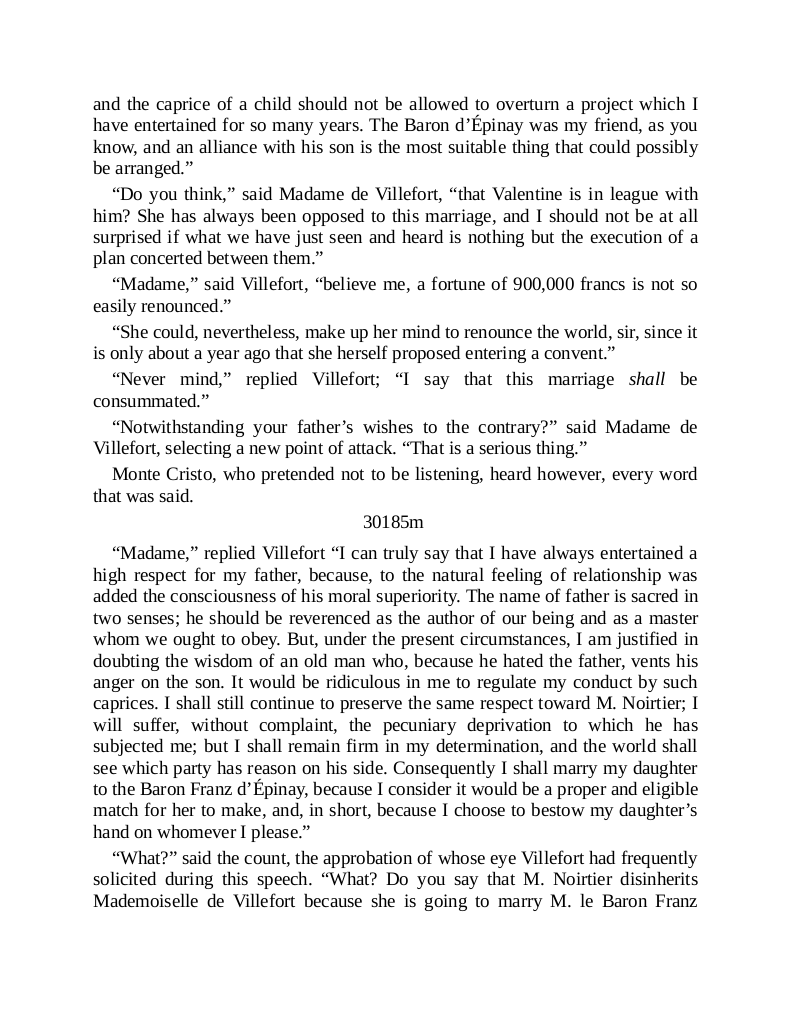 and the caprice of a child should not be allowed to overturn a project which I
have entertained for so many years. The Baron d’Épinay was my friend, as you
know, and an alliance with his son is the most suitable thing that could possibly
be arranged.”
“Do you think,” said Madame de Villefort, “that Valentine is in league with
him? She has always been opposed to this marriage, and I should not be at all
surprised if what we have just seen and heard is nothing but the execution of a
plan concerted between them.”
“Madame,” said Villefort, “believe me, a fortune of 900,000 francs is not so
easily renounced.”
“She could, nevertheless, make up her mind to renounce the world, sir, since it
is only about a year ago that she herself proposed entering a convent.”
“Never mind,” replied Villefort; “I say that this marriage shall be
consummated.”
“Notwithstanding your father’s wishes to the contrary?” said Madame de
Villefort, selecting a new point of attack. “That is a serious thing.”
Monte Cristo, who pretended not to be listening, heard however, every word
that was said.
30185m
“Madame,” replied Villefort “I can truly say that I have always entertained a
high respect for my father, because, to the natural feeling of relationship was
added the consciousness of his moral superiority. The name of father is sacred in
two senses; he should be reverenced as the author of our being and as a master
whom we ought to obey. But, under the present circumstances, I am justified in
doubting the wisdom of an old man who, because he hated the father, vents his
anger on the son. It would be ridiculous in me to regulate my conduct by such
caprices. I shall still continue to preserve the same respect toward M. Noirtier; I
will suffer, without complaint, the pecuniary deprivation to which he has
subjected me; but I shall remain firm in my determination, and the world shall
see which party has reason on his side. Consequently I shall marry my daughter
to the Baron Franz d’Épinay, because I consider it would be a proper and eligible
match for her to make, and, in short, because I choose to bestow my daughter’s
hand on whomever I please.”
“What?” said the count, the approbation of whose eye Villefort had frequently
solicited during this speech. “What? Do you say that M. Noirtier disinherits
Mademoiselle de Villefort because she is going to marry M. le Baron Franz